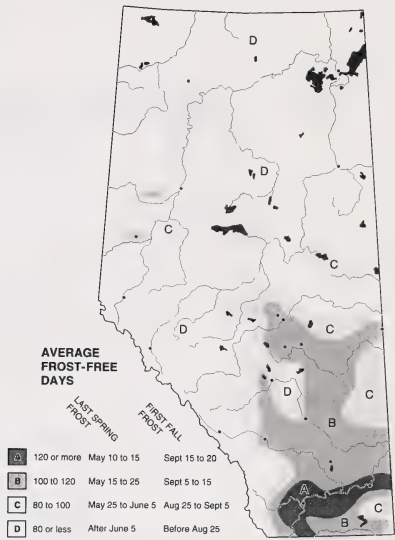 D
D
C
C
D
C
D
C
B
A
C
B
AVERAGE
FROST-FREE
DAYS
LAST SPRING
FROST
FIRST FALL
FROST
A 120 or more May 10 to 15 Sept 15 to 20
B 100 to 120 May 15 to 25 Sept 5 to 15
C 80 to 100 May 25 to June 5 Aug 25 to Sept 5
D 80 or less After June 5 Before Aug 25